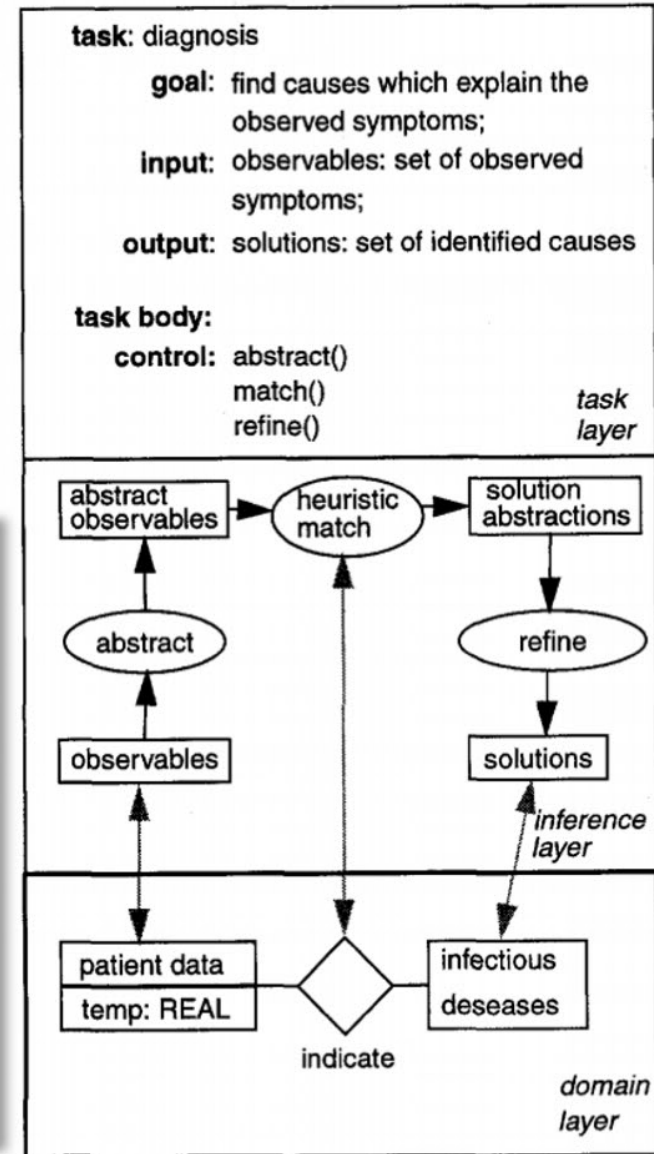 task: diagnosis
goal: find causes which explain the
observed symptoms;
input: observables: set of observed
symptoms;
output: solutions: set of identified causes
task body:
control: abstract()
match()
refine()
task
layer
abstract
observables
heuristic
match
solution
abstractions
abstract
refine
observables
solutions
inference
layer
patient data
temp: REAL
infectious
deseases
indicate
domain
layer